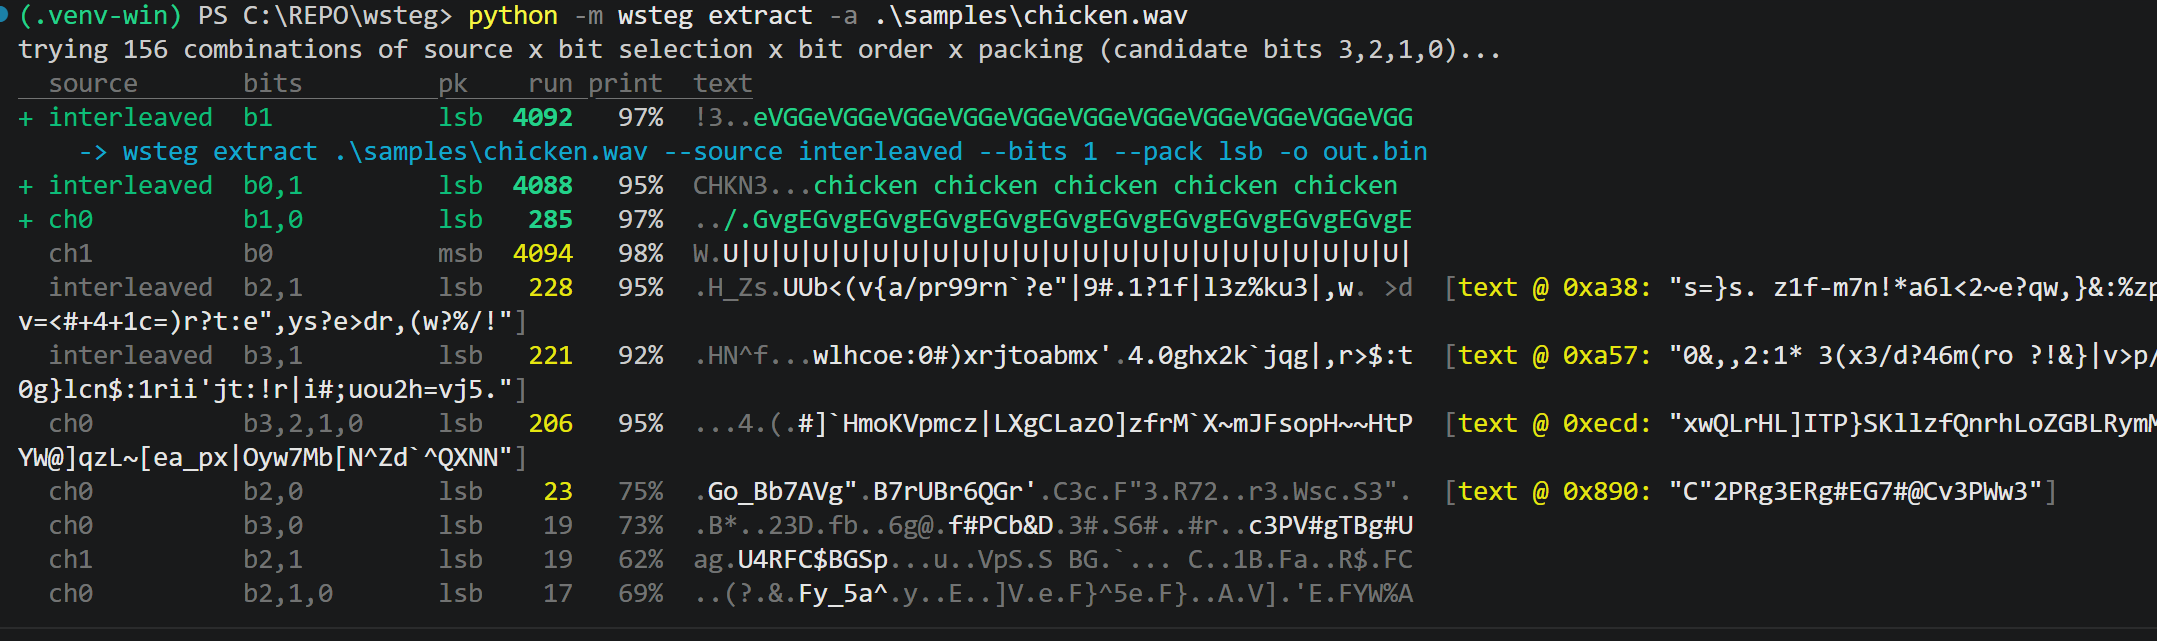 (.venv-win) PS C:\REPO\wsteg> python -m wsteg extract -a .\samples\chicken.wav
trying 156 combinations of source x bit selection x bit order x packing (candidate bits 3,2,1,0)...
source bits pk run print text
+ interleaved b1 lsb 4092 97% !3..eVGGeVGGeVGGeVGGeVGGeVGGeVGGeVGGeVGGeVGGeVGG
-> wsteg extract .\samples\chicken.wav --source interleaved --bits 1 --pack lsb -o out.bin
+ interleaved b0,1 lsb 4088 95% CHKN3...chicken chicken chicken chicken chicken
+ ch0 b1,0 lsb 285 97% ../.GvgEGvgEGvgEGvgEGvgEGvgEGvgEGvgEGvgEGvgEGvgE
ch1 b0 msb 4094 98% W.U|U|U|U|U|U|U|U|U|U|U|U|U|U|U|U|U|U|U|U|U|U|U|
interleaved b2,1 lsb 228 95% .H_Zs.UUb<(v{a/pr99rn`?e"|9#.1?1f|l3z%ku3|,w. >d [text @ 0xa38: "s=}s. z1f-m7n!*a6l<2~e?qw,}&:%zp
v=<#+4+1c=)r?t:e",ys?e>dr,(w?%/!"]
interleaved b3,1 lsb 221 92% .HN^f...wlhcoe:0#)xrjtoabmx'.4.0ghx2k`jqg|,r>$:t [text @ 0xa57: "0&,,2:1* 3(x3/d?46m(ro ?!&}|v>p/
0g}lcn$:1rii'jt:!r|i#;uou2h=vj5."]
ch0 b3,2,1,0 lsb 206 95% ...4.(.#]`HmoKVpmcz|LXgCLazO]zfrM`X~mJFsopH~~HtP [text @ 0xecd: "xwQLrHL]ITP}SKllzfQnrhLoZGBLRymM
YW@]qzL~[ea_px|Oyw7Mb[N^Zd`^QXNN"]
ch0 b2,0 lsb 23 75% .Go_Bb7AVg".B7rUBr6QGr'.C3c.F"3.R72..r3.Wsc.S3". [text @ 0x890: "C"2PRg3ERg#EG7#@Cv3PWw3"]
ch0 b3,0 lsb 19 73% .B*..23D.fb..6g@.f#PCb&D.3#.S6#..#r..c3PV#gTBg#U
ch1 b2,1 lsb 19 62% ag.U4RFC$BGSp...u..VpS.S BG.`... C..1B.Fa..R$.FC
ch0 b2,1,0 lsb 17 69% ..(?.&.Fy_5a^.y..E..]V.e.F}^5e.F}..A.V].'E.FYW%A